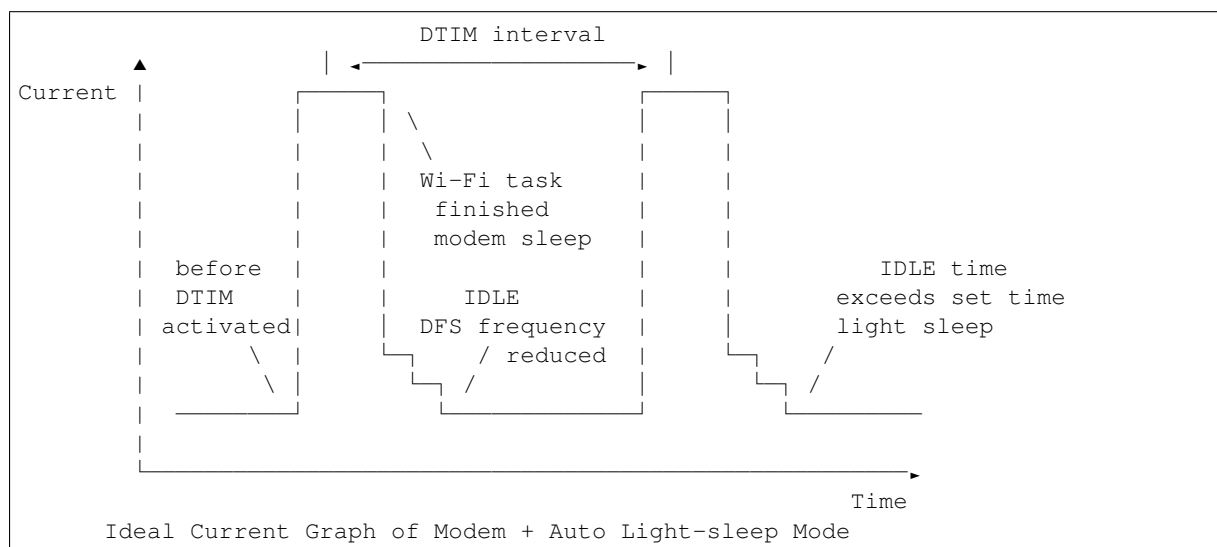 DTIM interval
Current
Wi-Fi task
finished
modem sleep
before
DTIM
activated
IDLE
DFS frequency
reduced
IDLE time
exceeds set time
light sleep
Time
Ideal Current Graph of Modem + Auto Light-sleep Mode